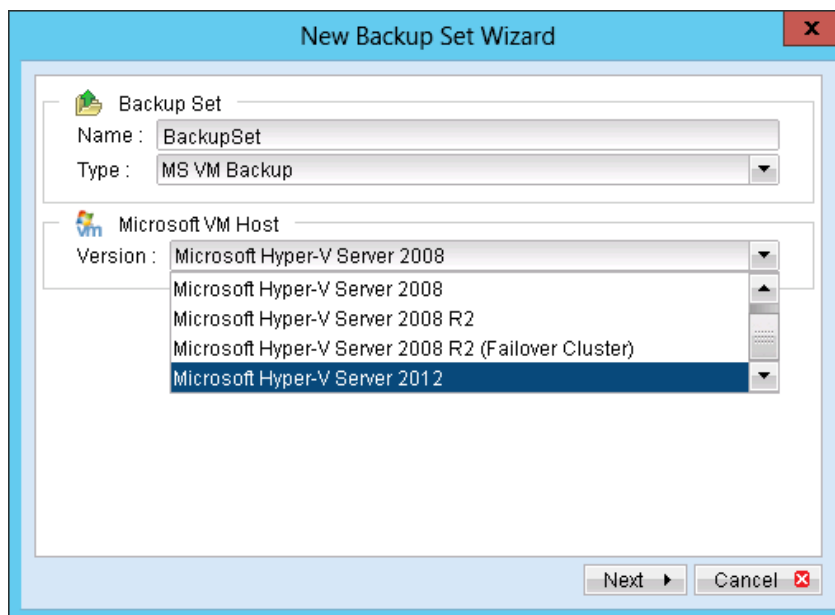 New Backup Set Wizard
x
Backup Set
Name : BackupSet
Type : MS VM Backup
vm Microsoft VM Host
Version : Microsoft Hyper-V Server 2008
Microsoft Hyper-V Server 2008
Microsoft Hyper-V Server 2008 R2
Microsoft Hyper-V Server 2008 R2 (Failover Cluster)
Microsoft Hyper-V Server 2012
Next Cancel